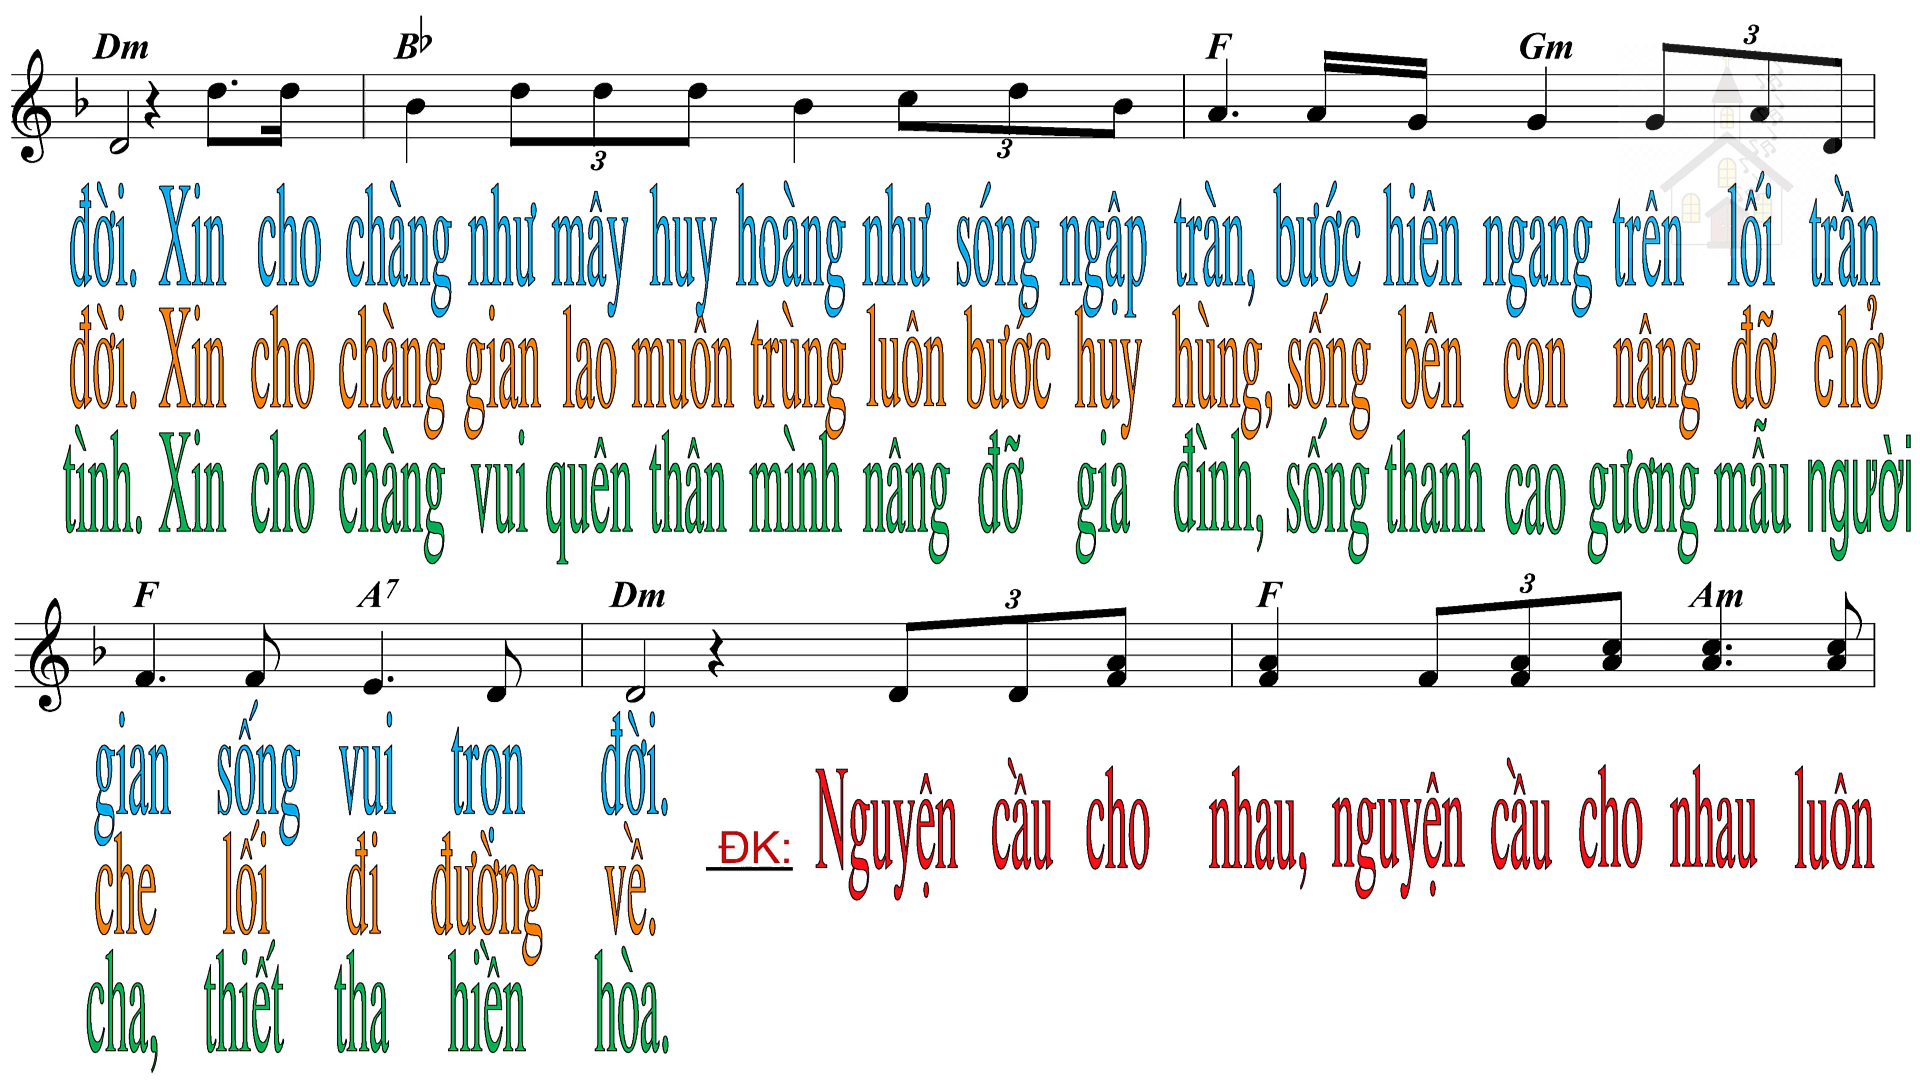 Dm B♭ F Gm 3
3 3
đời. Xin cho chàng như mây huy hoàng như sóng ngập tràn, bước hiên ngang trên lối trần
đời. Xin cho chàng gian lao muôn trùng luôn bước huy hùng, sống bên con nâng đỡ chở
tình. Xin cho chàng vui quên thân mình nâng đỡ gia đình, sống thanh cao gương mẫu người
F A7 Dm 3 F 3 Am
gian sống vui tron đời.
che lối đi đường về.
cha, thiết tha hiền hòa.
ĐK: Nguyện cầu cho nhau, nguyện cầu cho nhau luôn